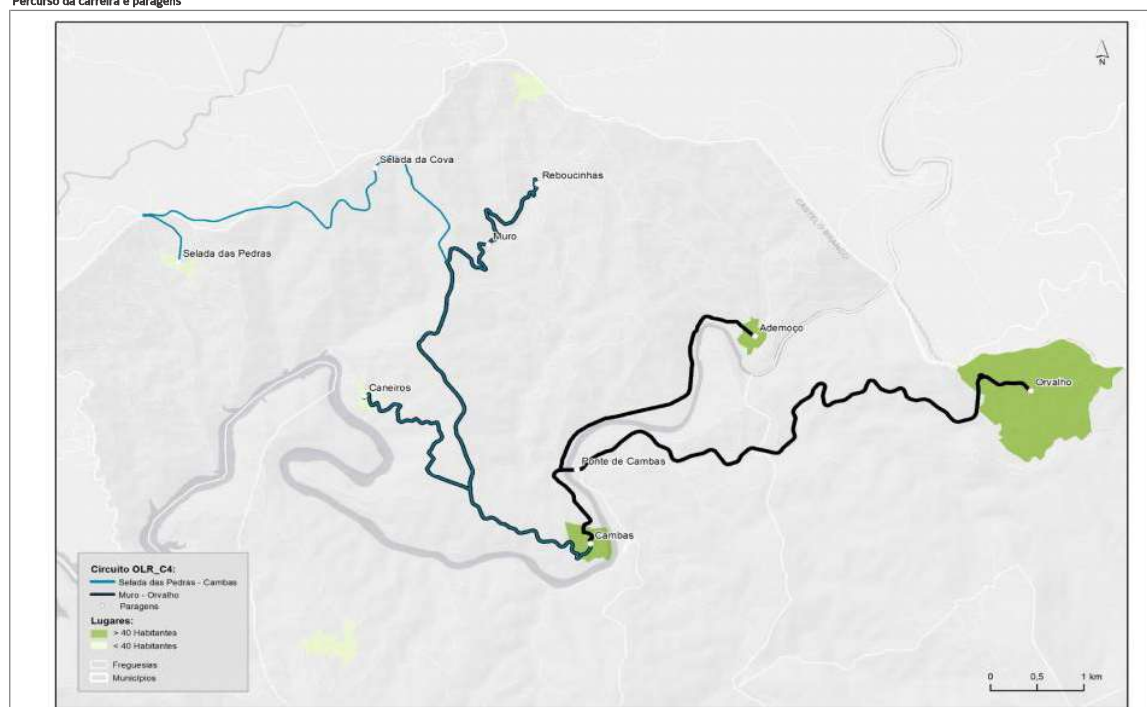 Percurso da carreira e paragens
N
Selada da Cova
Reboucinhas
Muro
Selada das Pedras
CASTELO BRANCO
Ademoço
Orvalho
Caneiros
Ponte de Cambas
Cambas
Circuito OLR_C4:
Selada das Pedras - Cambas
Muro - Orvalho
Paragens
Lugares:
> 40 Habitantes
< 40 Habitantes
Freguesias
Municípios
0 0,5 1 km